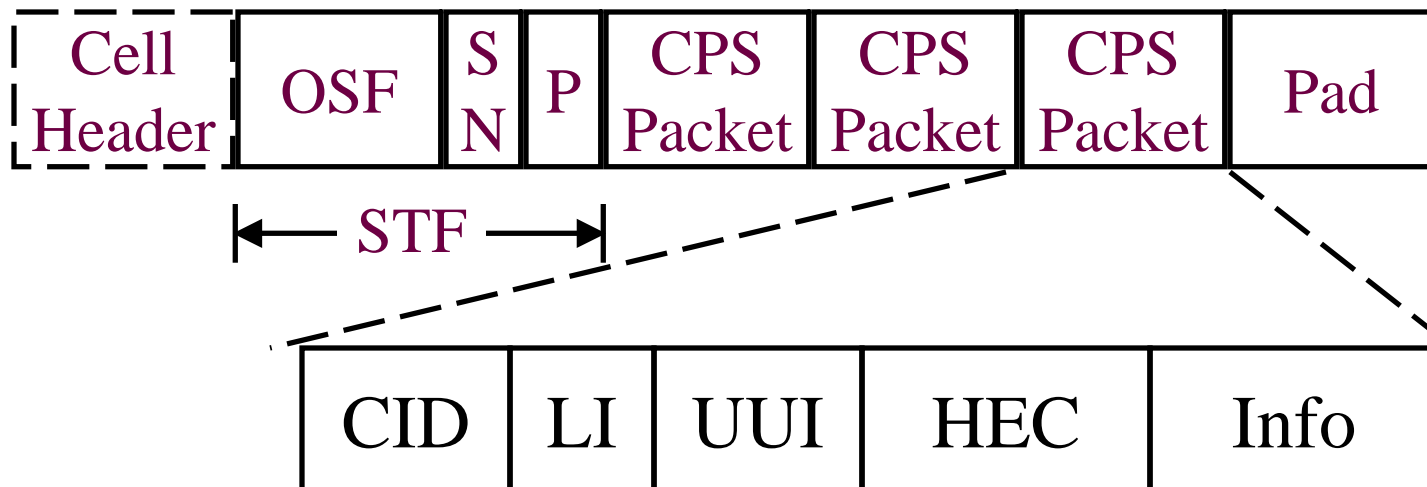 Cell Header
OSF
S N
P
CPS Packet
CPS Packet
CPS Packet
Pad
STF
CID
LI
UUI
HEC
Info